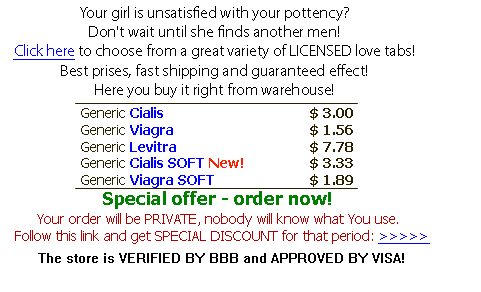 Your girl is unsatisfied with your pottency?
Don't wait until she finds another men!
Click here to choose from a great variety of LICENSED love tabs!
Best prises, fast shipping and guaranteed effect!
Here you buy it right from warehouse!
Generic Cialis $ 3.00
Generic Viagra $ 1.56
Generic Levitra $ 7.78
Generic Cialis SOFT New! $ 3.33
Generic Viagra SOFT $ 1.89
Special offer - order now!
Your order will be PRIVATE, nobody will know what You use.
Follow this link and get SPECIAL DISCOUNT for that period: >>>>>
The store is VERIFIED BY BBB and APPROVED BY VISA!